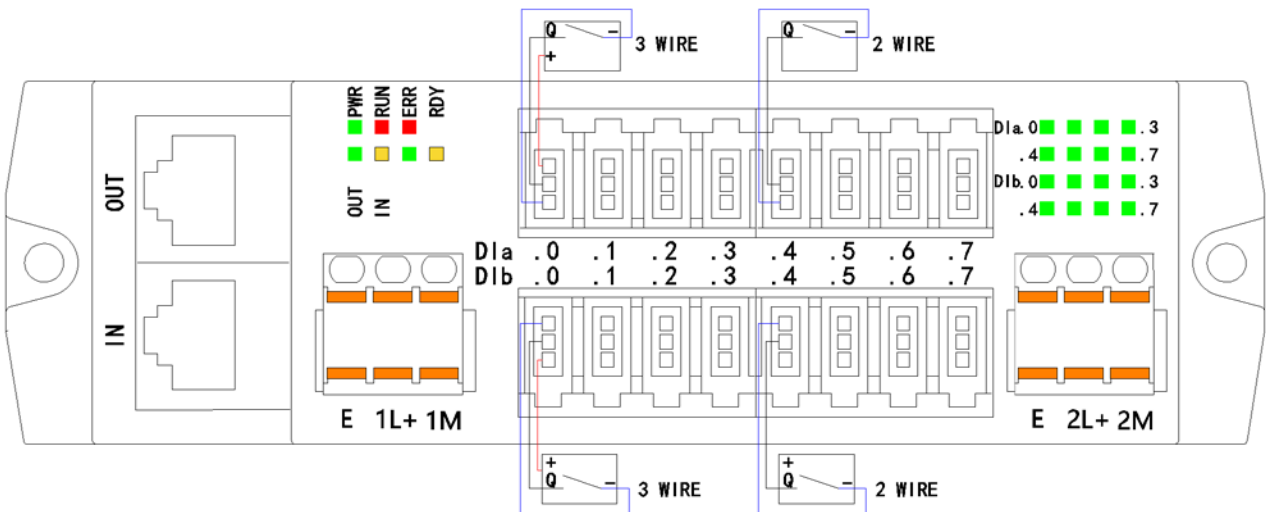 Q
-
+
3 WIRE
Q
-
2 WIRE
PWR
RUN
ERR
RDY
OUT
IN
DIa.0
.3
.4
.7
DIb.0
.3
.4
.7
OUT
IN
DIa .0 .1 .2 .3 .4 .5 .6 .7
DIb .0 .1 .2 .3 .4 .5 .6 .7
E 1L+ 1M
E 2L+ 2M
+
Q
-
3 WIRE
+
Q
-
2 WIRE